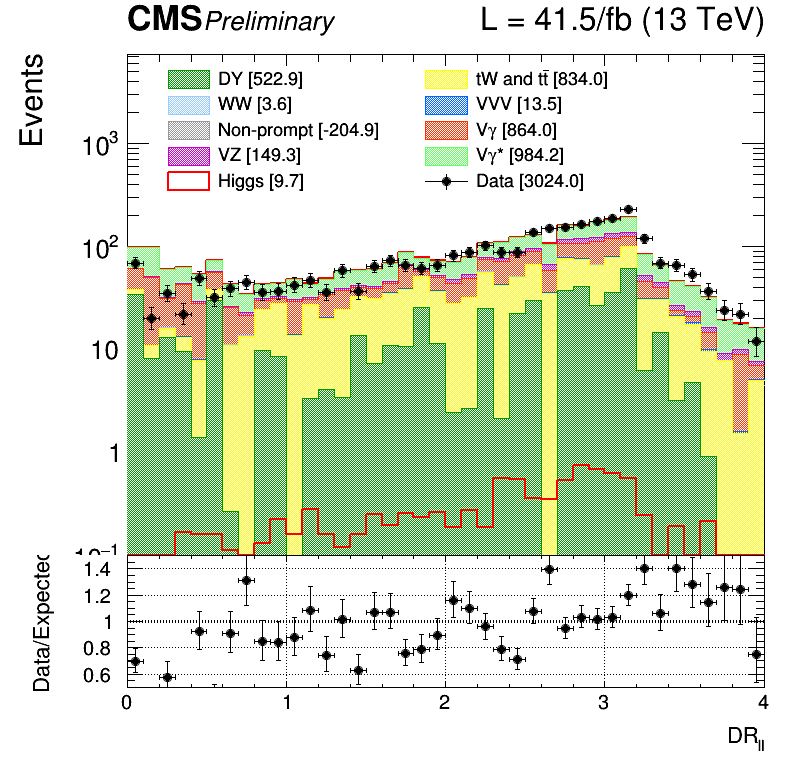 CMS Preliminary L = 41.5/fb (13 TeV)
Events
DY [522.9] tW and tt̄ [834.0]
WW [3.6] VVV [13.5]
Non-prompt [-204.9] Vγ [864.0]
VZ [149.3] Vγ* [984.2]
Higgs [9.7] Data [3024.0]
10³
10²
10
1
10⁻¹
Data/Expected
1.4
1.2
1
0.8
0.6
0 1 2 3 4
DR_ll